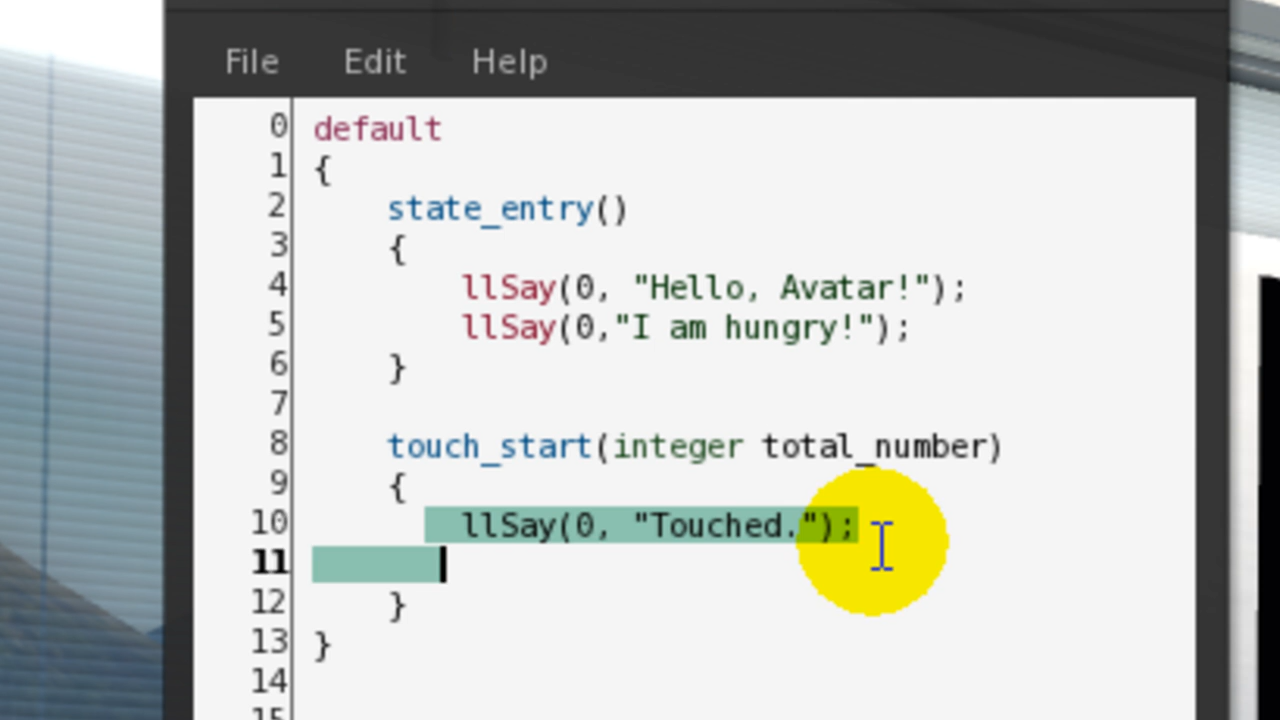 File Edit Help
0 default
1 {
2 state_entry()
3 {
4 llSay(0, "Hello, Avatar!");
5 llSay(0,"I am hungry!");
6 }
7
8 touch_start(integer total_number)
9 {
10 llSay(0, "Touched.");
11
12 }
13 }
14
15